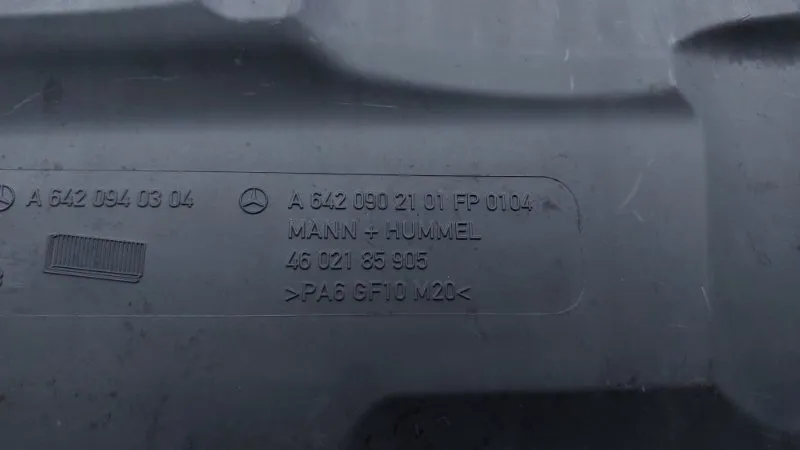 A 642 094 03 04
A 642 090 21 01 FP 0104
MANN + HUMMEL
46 021 85 905
>PA6 GF10 M20<